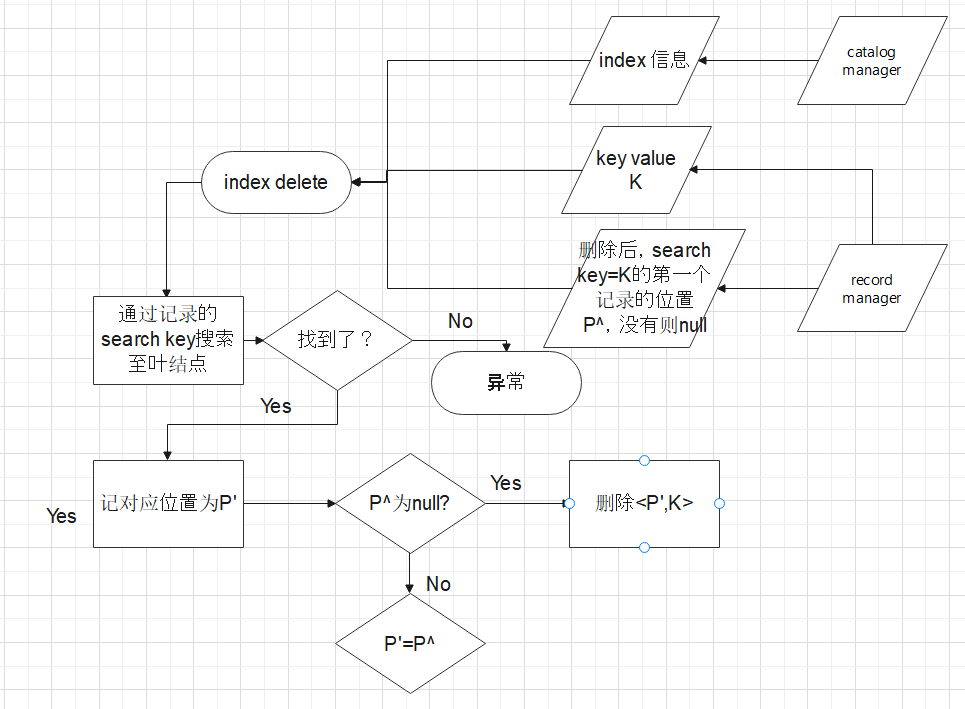 index 信息
catalog
manager
key value
K
index delete
删除后，search
key=K的第一个
记录的位置
P^，没有则null
record
manager
通过记录的
search key搜索
至叶结点
找到了？
No
异常
Yes
记对应位置为P'
Yes
P^为null?
Yes
删除<P',K>
No
P'=P^